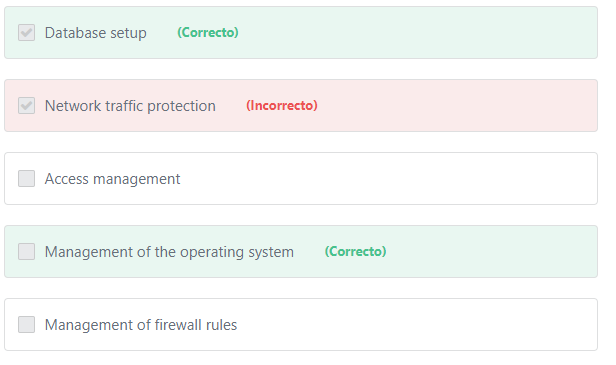 Database setup (Correcto)
Network traffic protection (Incorrecto)
Access management
Management of the operating system (Correcto)
Management of firewall rules